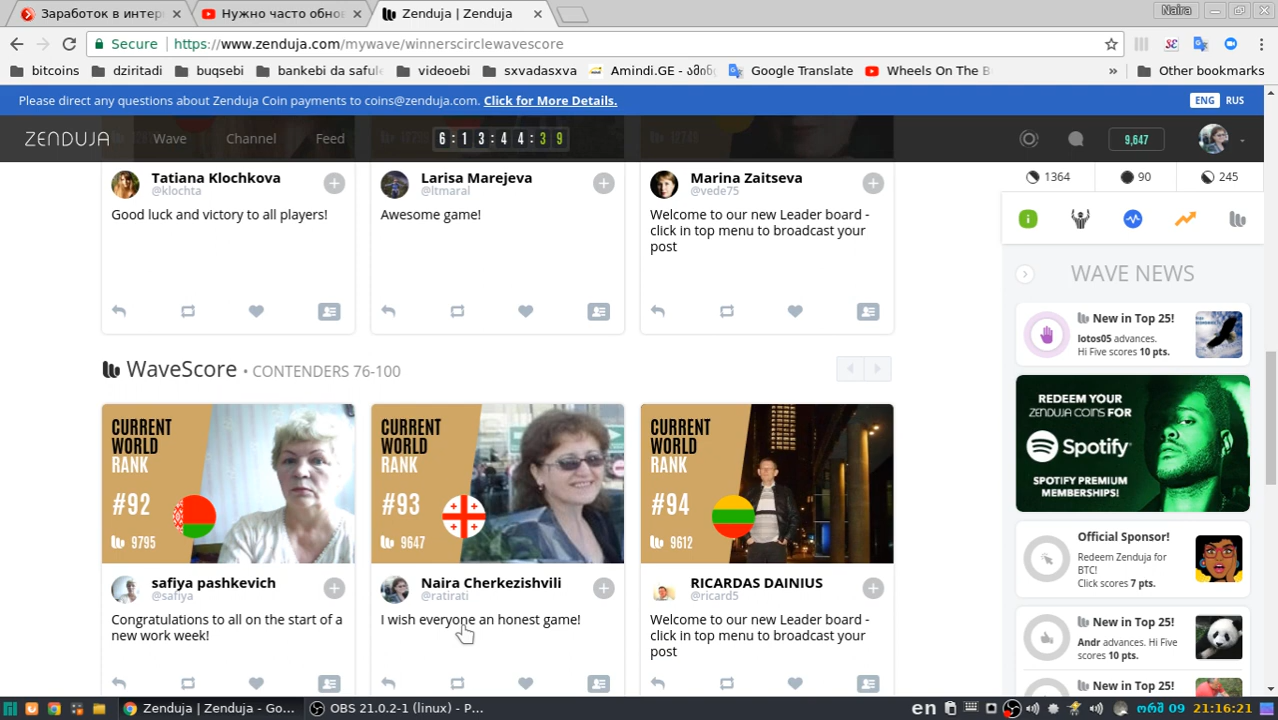 Заработок в интер
Нужно часто обнов
Zenduja | Zenduja
Naira
Secure
https://www.zenduja.com/mywave/winnerscirclewavescore
bitcoins
dziritadi
buqsebi
bankebi da safule
videoebi
sxvadasxva
Amindi.GE - ამინდ
Google Translate
Wheels On The B
»
Other bookmarks
Please direct any questions about Zenduja Coin payments to coins@zenduja.com. Click for More Details.
ENG
RUS
ZENDUJA
Wave
Channel
Feed
6:13:44:39
9,647
Tatiana Klochkova
@klochta
Good luck and victory to all players!
Larisa Marejeva
@ltmaral
Awesome game!
Marina Zaitseva
@vede75
Welcome to our new Leader board -
click in top menu to broadcast your
post
WaveScore • CONTENDERS 76-100
CURRENT
WORLD
RANK
#92
9795
safiya pashkevich
@safiya
Congratulations to all on the start of a
new work week!
CURRENT
WORLD
RANK
#93
9647
Naira Cherkezishvili
@ratirati
I wish everyone an honest game!
CURRENT
WORLD
RANK
#94
9612
RICARDAS DAINIUS
@ricard5
Welcome to our new Leader board -
click in top menu to broadcast your
post
1364
90
245
WAVE NEWS
New in Top 25!
lotos05 advances.
Hi Five scores 10 pts.
REDEEM YOUR
ZENDUJA COINS FOR
Spotify
SPOTIFY PREMIUM
MEMBERSHIPS!
Official Sponsor!
Redeem Zenduja for
BTC!
Click scores 7 pts.
New in Top 25!
Andr advances. Hi Five
scores 10 pts.
New in Top 25!
Zenduja | Zenduja - Go...
OBS 21.0.2-1 (linux) - P...
en
ორშ 09
21:16:21